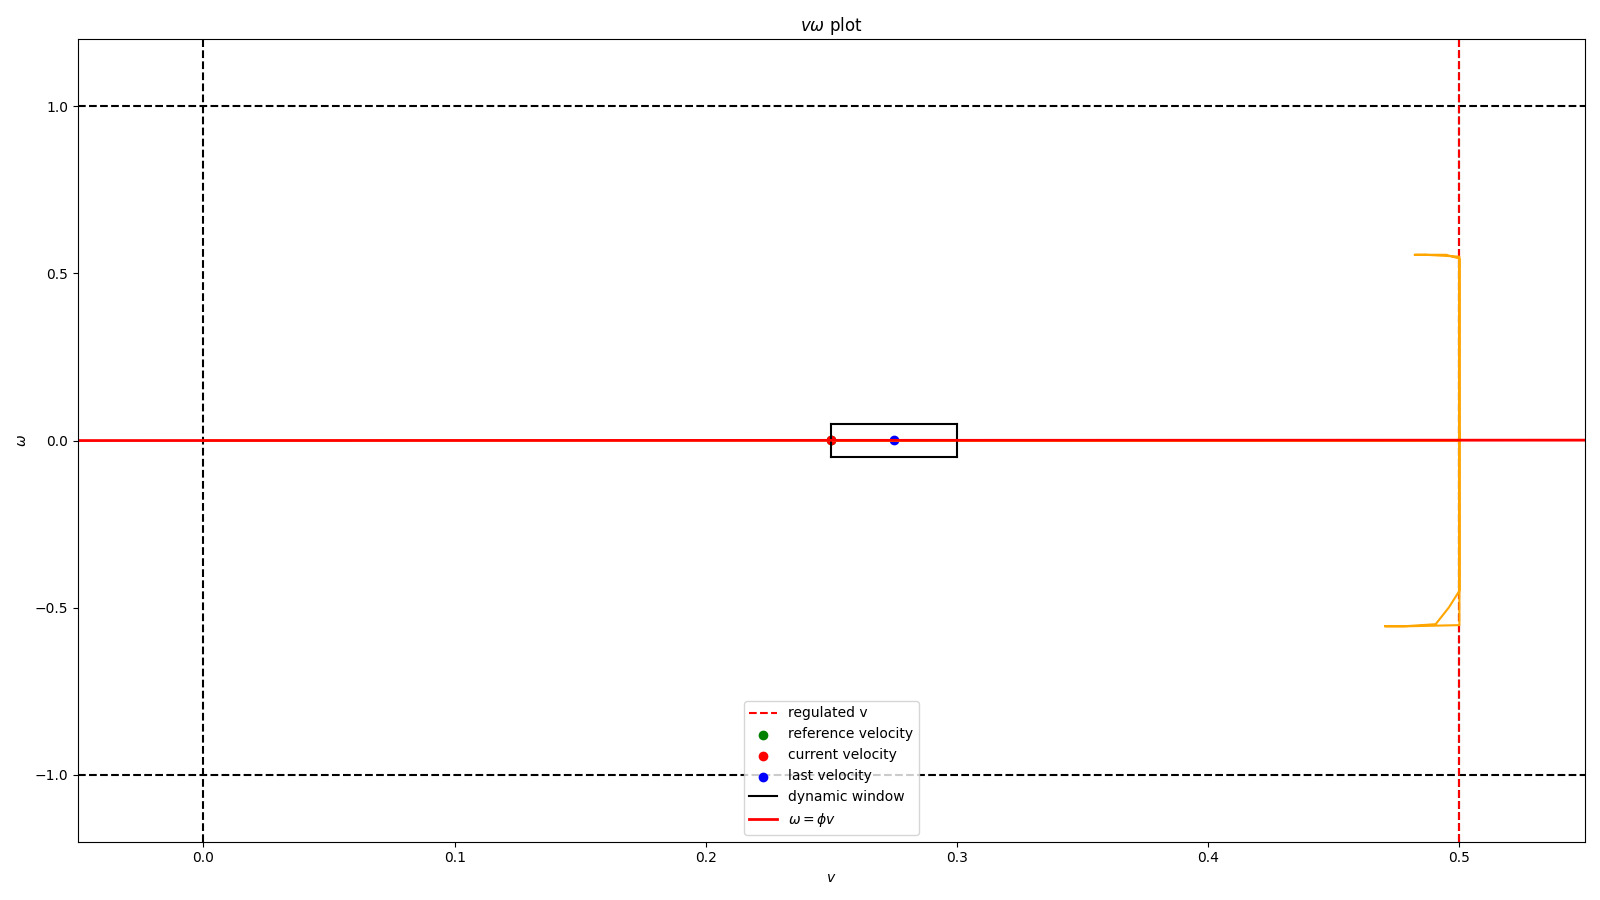 vω plot
1.0
0.5
0.0
−0.5
−1.0
ω
regulated v
reference velocity
current velocity
last velocity
dynamic window
ω = ϕv
0.0 0.1 0.2 0.3 0.4 0.5
v